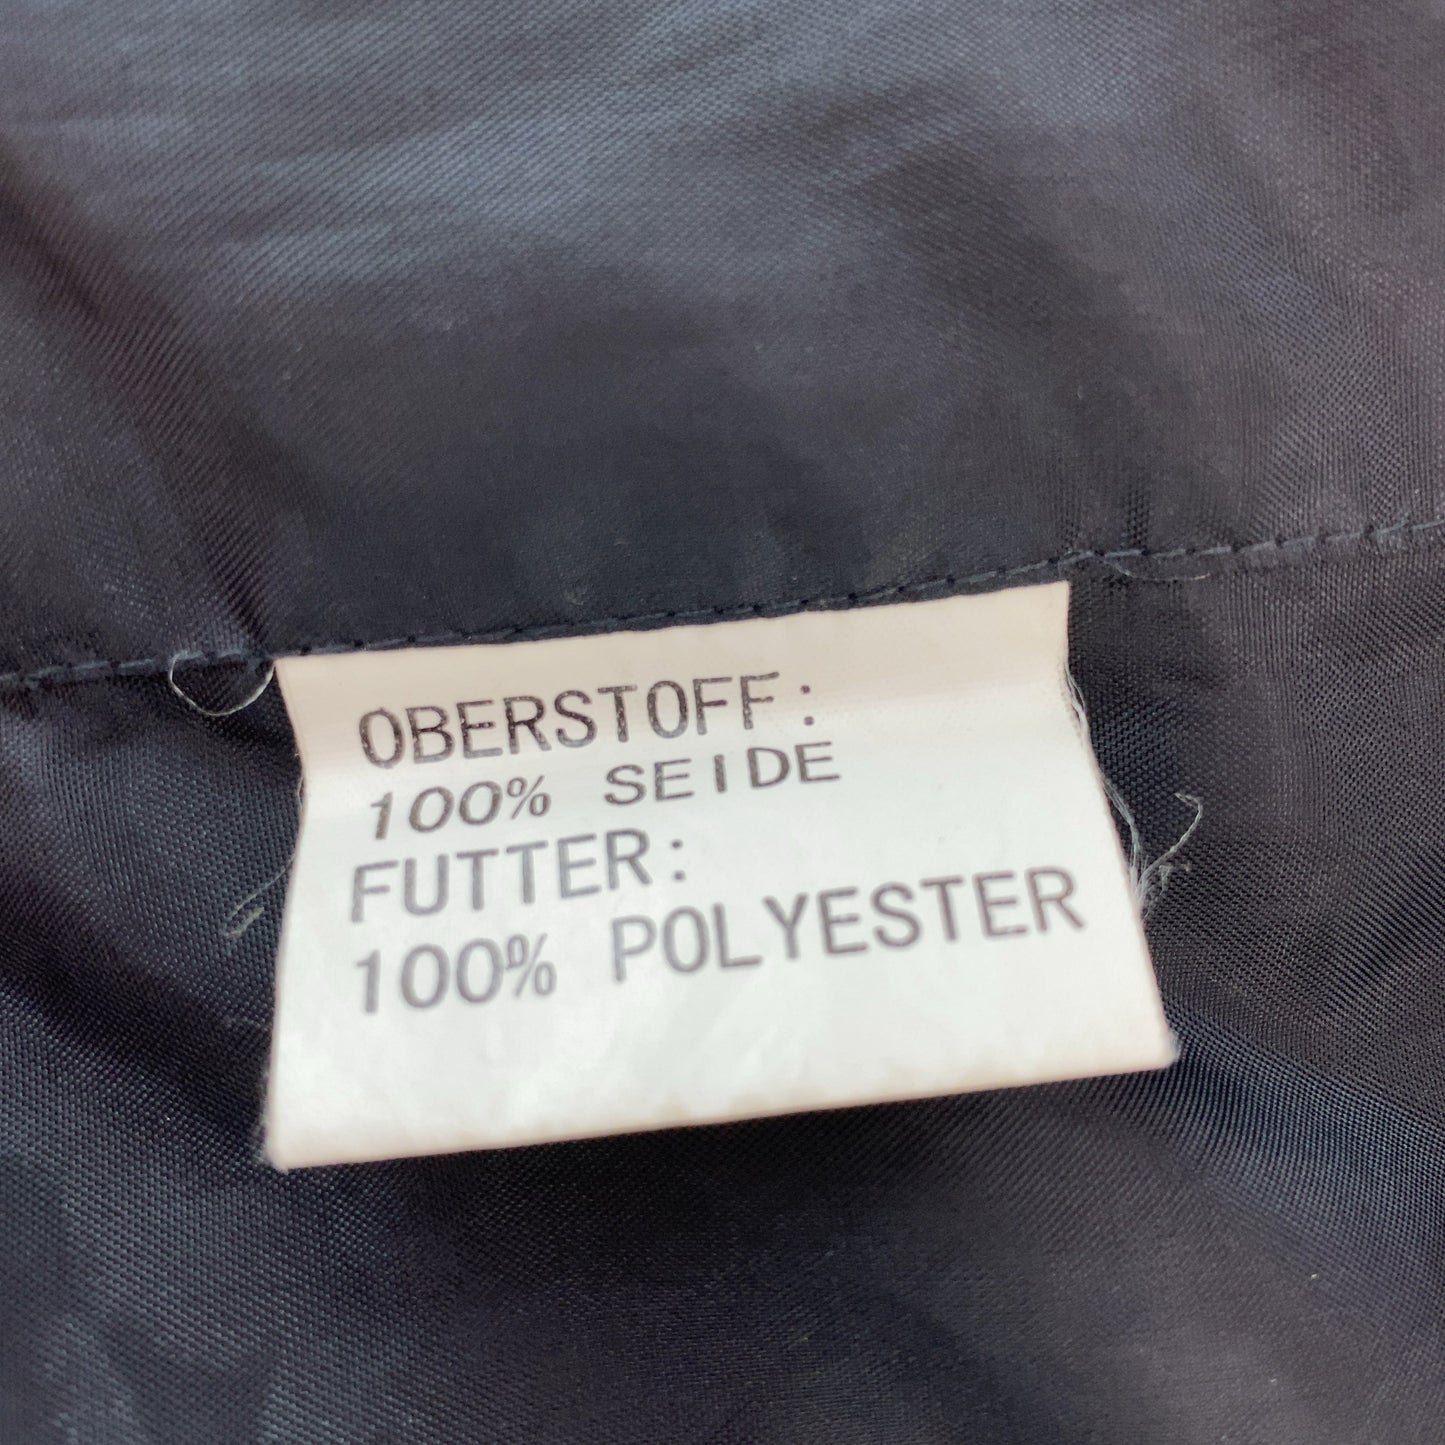 OBERSTOFF:
100% SEIDE
FUTTER:
100% POLYESTER